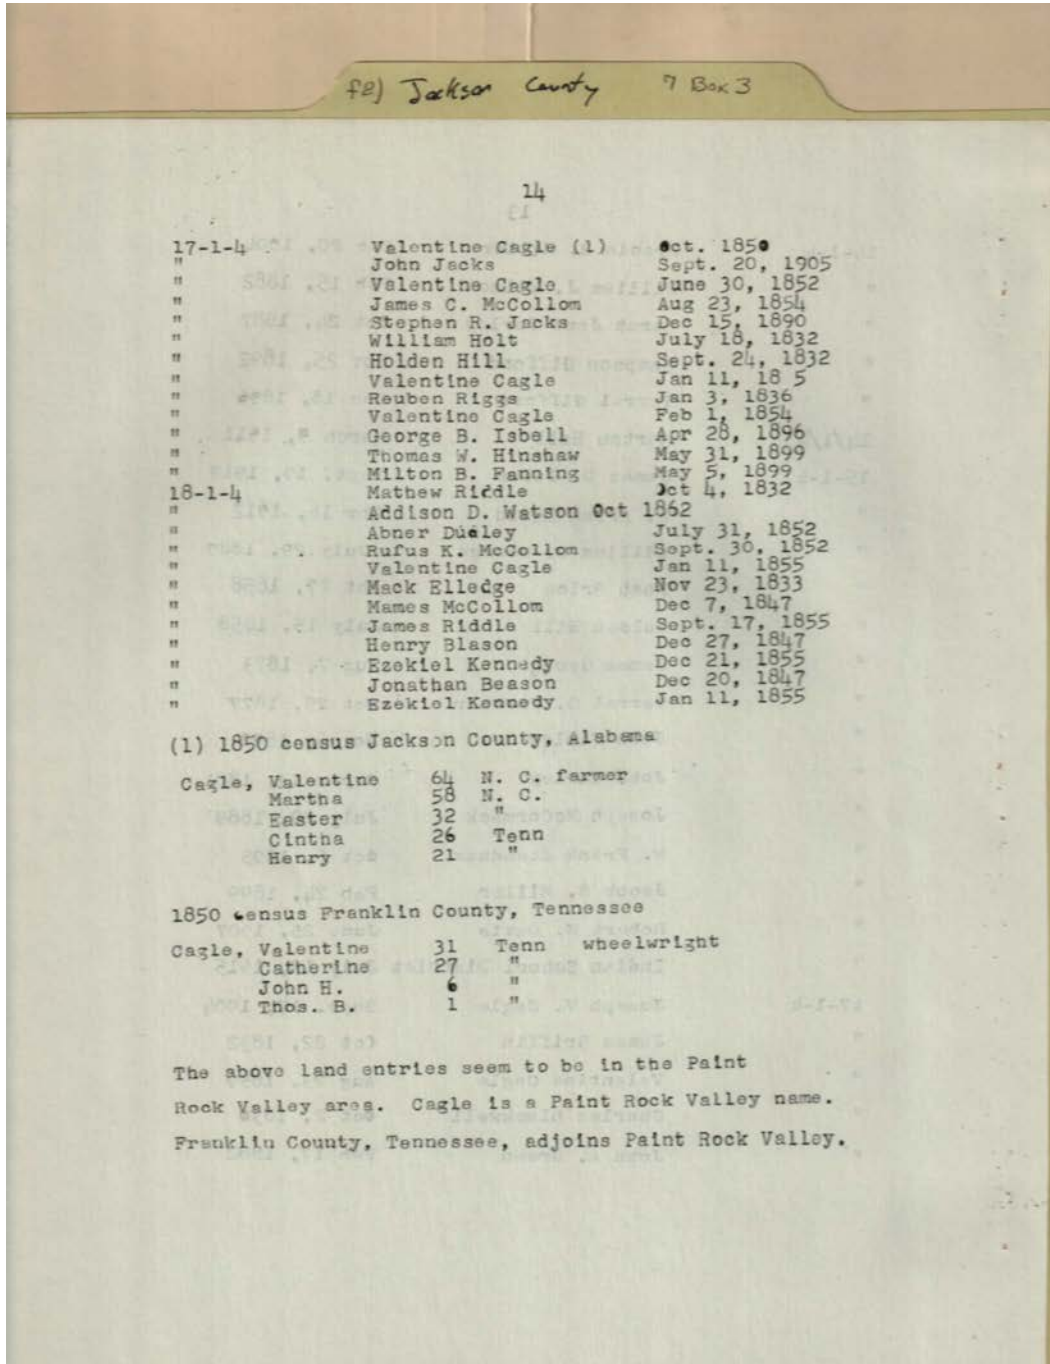 f2) Jackson County 7 Box 3
14
17-1-4 Valentine Cagle (1) Oct. 1850
" John Jacks Sept. 20, 1905
" Valentine Cagle June 30, 1852
" James C. McCollom Aug 23, 1854
" Stephen R. Jacks Dec 15, 1890
" William Holt July 18, 1832
" Holden Hill Sept. 24, 1832
" Valentine Cagle Jan 11, 18 5
" Reuben Riggs Jan 3, 1836
" Valentine Cagle Feb 1, 1854
" George B. Isbell Apr 28, 1896
" Thomas W. Hinshaw May 31, 1899
" Milton B. Fanning May 5, 1899
18-1-4 Mathew Riddle Oct 4, 1832
" Addison D. Watson Oct 1862
" Abner Dudley July 31, 1852
" Rufus K. McCollom Sept. 30, 1852
" Valentine Cagle Jan 11, 1855
" Mack Elledge Nov 23, 1833
" Mames McCollom Dec 7, 1847
" James Riddle Sept. 17, 1855
" Henry Blason Dec 27, 1847
" Ezekiel Kennedy Dec 21, 1855
" Jonathan Beason Dec 20, 1847
" Ezekiel Kennedy Jan 11, 1855
(1) 1850 census Jackson County, Alabama
Cagle, Valentine 64 N. C. farmer
Martha 58 N. C.
Easter 32 "
Cintha 26 Tenn
Henry 21 "
1850 census Franklin County, Tennessee
Cagle, Valentine 31 Tenn wheelwright
Catherine 27 "
John H. 6 "
Thos. B. 1 "
The above land entries seem to be in the Paint
Rock Valley area. Cagle is a Paint Rock Valley name.
Franklin County, Tennessee, adjoins Paint Rock Valley.